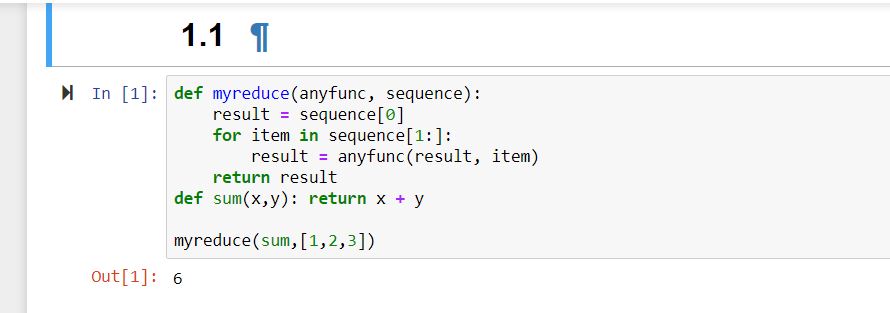 1.1 ¶
In [1]: def myreduce(anyfunc, sequence):
    result = sequence[0]
    for item in sequence[1:]:
        result = anyfunc(result, item)
    return result
def sum(x,y): return x + y
myreduce(sum,[1,2,3])
Out[1]: 6